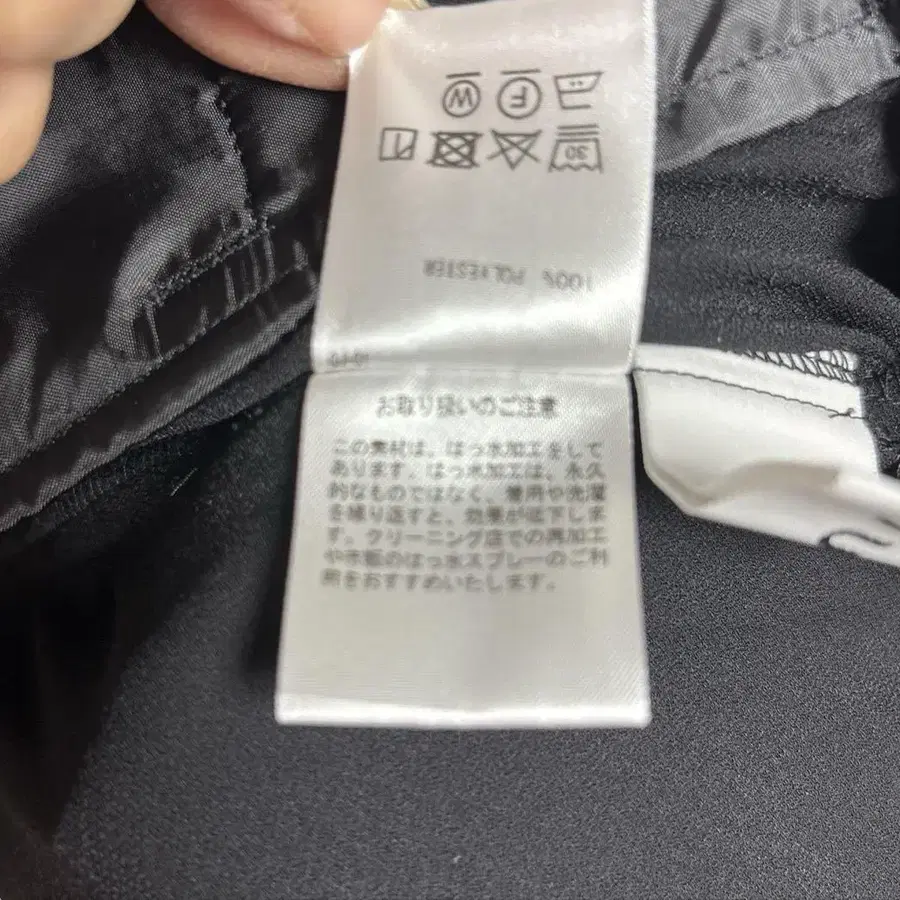 30
F
W
100% POLYESTER
お取り扱いのご注意
この素材は、はっ水加工をして
あります。はっ水加工は、永久
的なものではなく、着用や洗濯
を繰り返すと、効果が低下しま
す。クリーニング店での再加工
や市販のはっ水スプレーのご利
用をおすすめいたします。